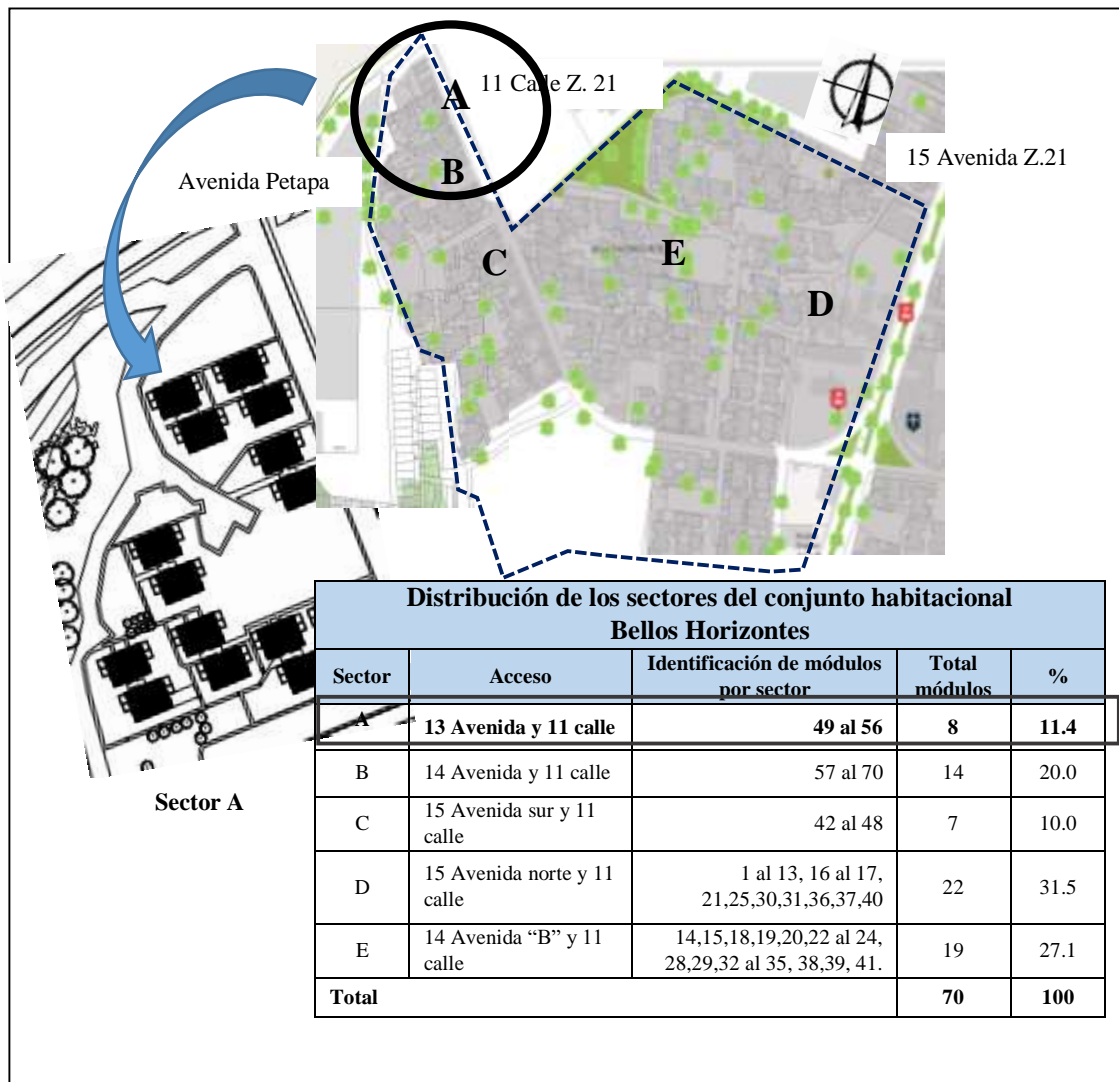 A
11 Calle Z. 21
15 Avenida Z.21
Avenida Petapa
B
C
E
D
B
B
Sector A
Distribución de los sectores del conjunto habitacional
Bellos Horizontes
Sector Acceso Identificación de módulos por sector Total módulos %
A 13 Avenida y 11 calle 49 al 56 8 11.4
B 14 Avenida y 11 calle 57 al 70 14 20.0
C 15 Avenida sur y 11 calle 42 al 48 7 10.0
D 15 Avenida norte y 11 calle 1 al 13, 16 al 17, 21,25,30,31,36,37,40 22 31.5
E 14 Avenida “B” y 11 calle 14,15,18,19,20,22 al 24, 28,29,32 al 35, 38,39, 41. 19 27.1
Total 70 100